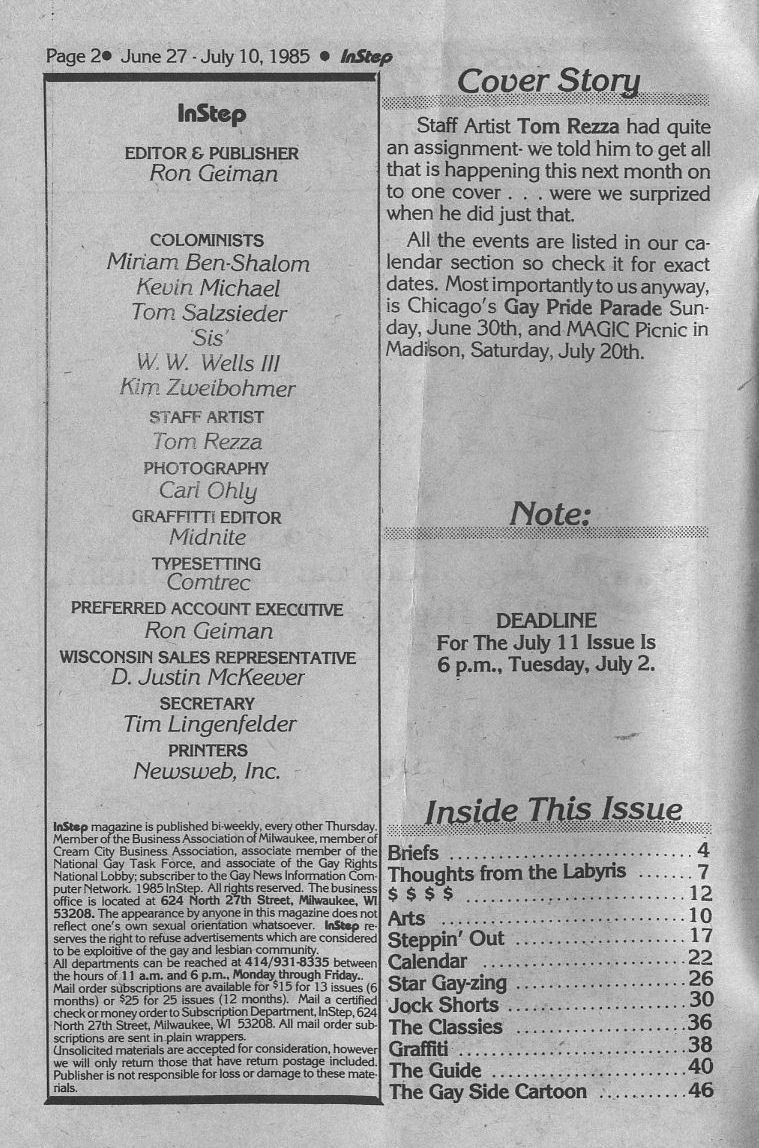 Page 2● June 27 - July 10, 1985 ● InStep
InStep
EDITOR & PUBLISHER
Ron Geiman
COLOMINISTS
Miriam Ben-Shalom
Kevin Michael
Tom Salzsieder
'Sis'
W. W. Wells III
Kim Zweibohmer
STAFF ARTIST
Tom Rezza
PHOTOGRAPHY
Carl Ohly
GRAFFITTI EDITOR
Midnite
TYPESETTING
Comtrec
PREFERRED ACCOUNT EXECUTIVE
Ron Geiman
WISCONSIN SALES REPRESENTATIVE
D. Justin McKeever
SECRETARY
Tim Lingenfelder
PRINTERS
Newsweb, Inc.
InStep magazine is published bi-weekly, every other Thursday.
Member of the Business Association of Milwaukee, member of
Cream City Business Association, associate member of the
National Gay Task Force, and associate of the Gay Rights
National Lobby; subscriber to the Gay News Information Com-
puter Network. 1985 InStep. All rights reserved. The business
office is located at 624 North 27th Street, Milwaukee, WI
53208. The appearance by anyone in this magazine does not
reflect one's own sexual orientation whatsoever. InStep re-
serves the right to refuse advertisements which are considered
to be exploitive of the gay and lesbian community.
All departments can be reached at 414/931-8335 between
the hours of 11 a.m. and 6 p.m., Monday through Friday..
Mail order subscriptions are available for $15 for 13 issues (6
months) or $25 for 25 issues (12 months). Mail a certified
check or money order to Subscription Department, InStep, 624
North 27th Street, Milwaukee, WI 53208. All mail order sub-
scriptions are sent in plain wrappers.
Unsolicited materials are accepted for consideration, however
we will only return those that have return postage included.
Publisher is not responsible for loss or damage to these mate-
rials.
Cover Story
Staff Artist Tom Rezza had quite
an assignment- we told him to get all
that is happening this next month on
to one cover . . . were we surprized
when he did just that.
All the events are listed in our ca-
lendar section so check it for exact
dates. Most importantly to us anyway,
is Chicago's Gay Pride Parade Sun-
day, June 30th, and MAGIC Picnic in
Madison, Saturday, July 20th.
Note:
DEADLINE
For The July 11 Issue Is
6 p.m., Tuesday, July 2.
Inside This Issue
Briefs .............................. 4
Thoughts from the Labyris ....... 7
$ $ $ $ ........................... 12
Arts .............................. 10
Steppin' Out ..................... 17
Calendar ......................... 22
Star Gay-zing ..................... 26
Jock Shorts ...................... 30
The Classies ...................... 36
Graffiti ............................ 38
The Guide ........................ 40
The Gay Side Cartoon ........... 46